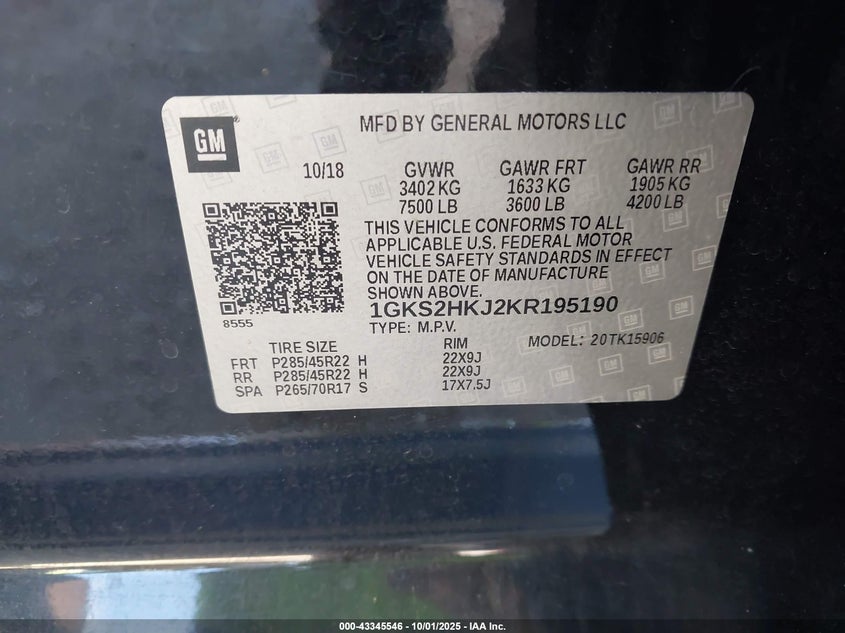 GM
MFD BY GENERAL MOTORS LLC
10/18 GVWR GAWR FRT GAWR RR
3402 KG 1633 KG 1905 KG
7500 LB 3600 LB 4200 LB
THIS VEHICLE CONFORMS TO ALL
APPLICABLE U.S. FEDERAL MOTOR
VEHICLE SAFETY STANDARDS IN EFFECT
ON THE DATE OF MANUFACTURE
SHOWN ABOVE.
8555
1GKS2HKJ2KR195190
TYPE: M.P.V. MODEL: 20TK15906
TIRE SIZE RIM
FRT P285/45R22 H 22X9J
RR P285/45R22 H 22X9J
SPA P265/70R17 S 17X7.5J
000-43345546 - 10/01/2025 - IAA Inc.